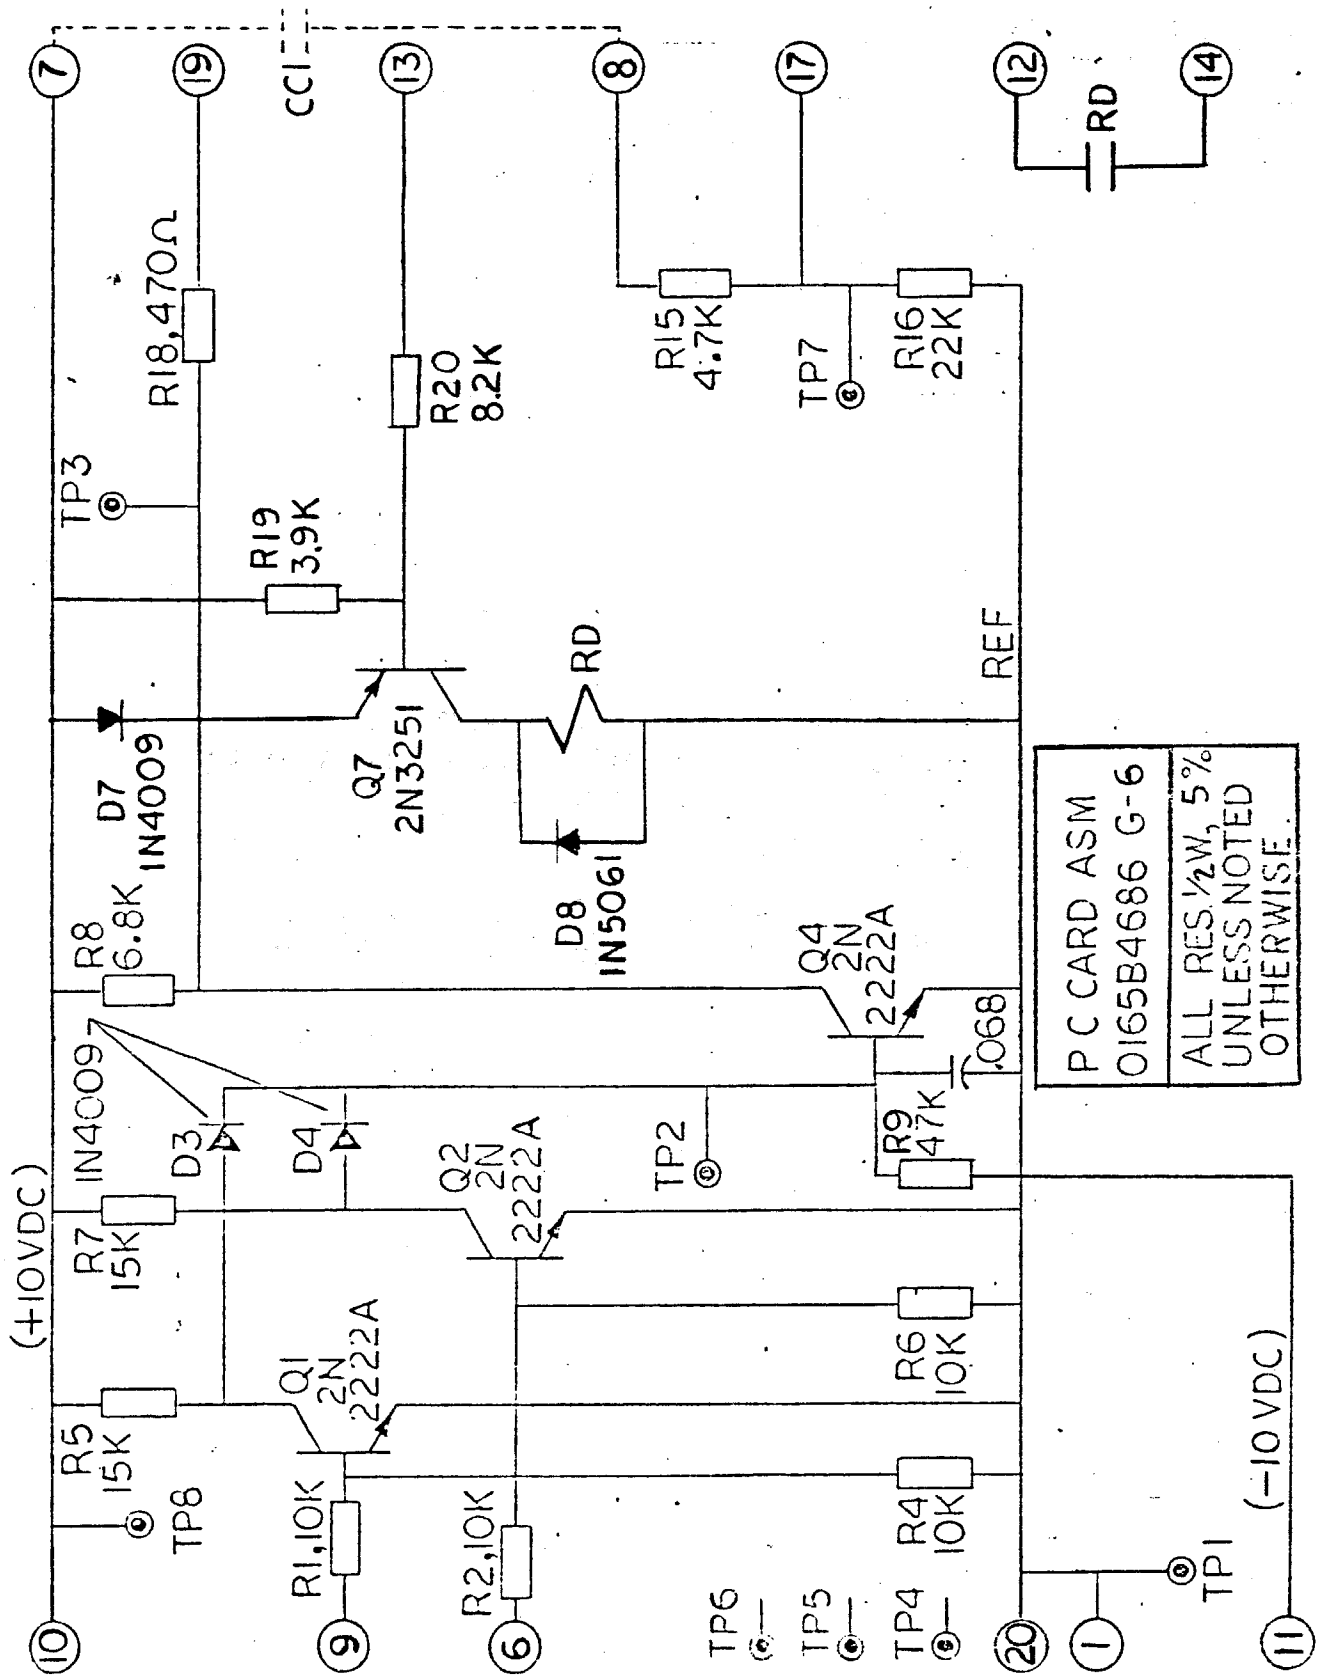 7
19
CC1
13
8
17
12
14
RD
R18,470Ω
TP3
R19
3.9K
R20
8.2K
R15
4.7K
TP7
R16
22K
D7
1N4009
Q7
2N3251
RD
D8
1N5061
REF
R8
6.8K
1N4009
D3
D4
Q4
2N
2222A
.068
R9
47K
TP2
P C CARD ASM
0165B4686 G-6
ALL RES. ½W, 5%
UNLESS NOTED
OTHERWISE.
(+10VDC)
R7
15K
Q2
2N
2222A
R5
15K
Q1
2N
2222A
R6
10K
R4
10K
TP8
R1,10K
R2,10K
TP6
TP5
TP4
TP1
(-10VDC)
10
9
6
20
1
11